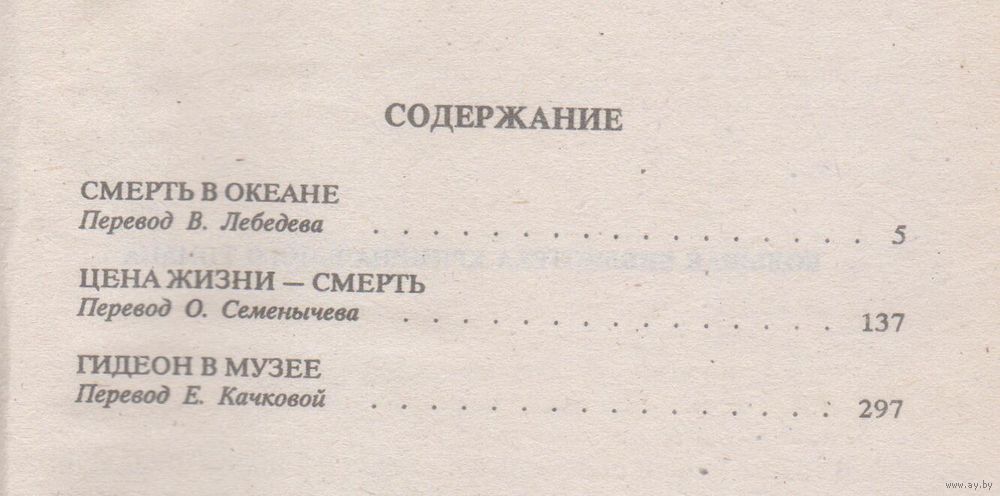 СОДЕРЖАНИЕ
СМЕРТЬ В ОКЕАНЕ
Перевод В. Лебедева . . . . . . . . . . . . . . . . . . 5
ЦЕНА ЖИЗНИ — СМЕРТЬ
Перевод О. Семенычева . . . . . . . . . . . . . . . . 137
ГИДЕОН В МУЗЕЕ
Перевод Е. Качковой . . . . . . . . . . . . . . . . . 297
www.ay.by